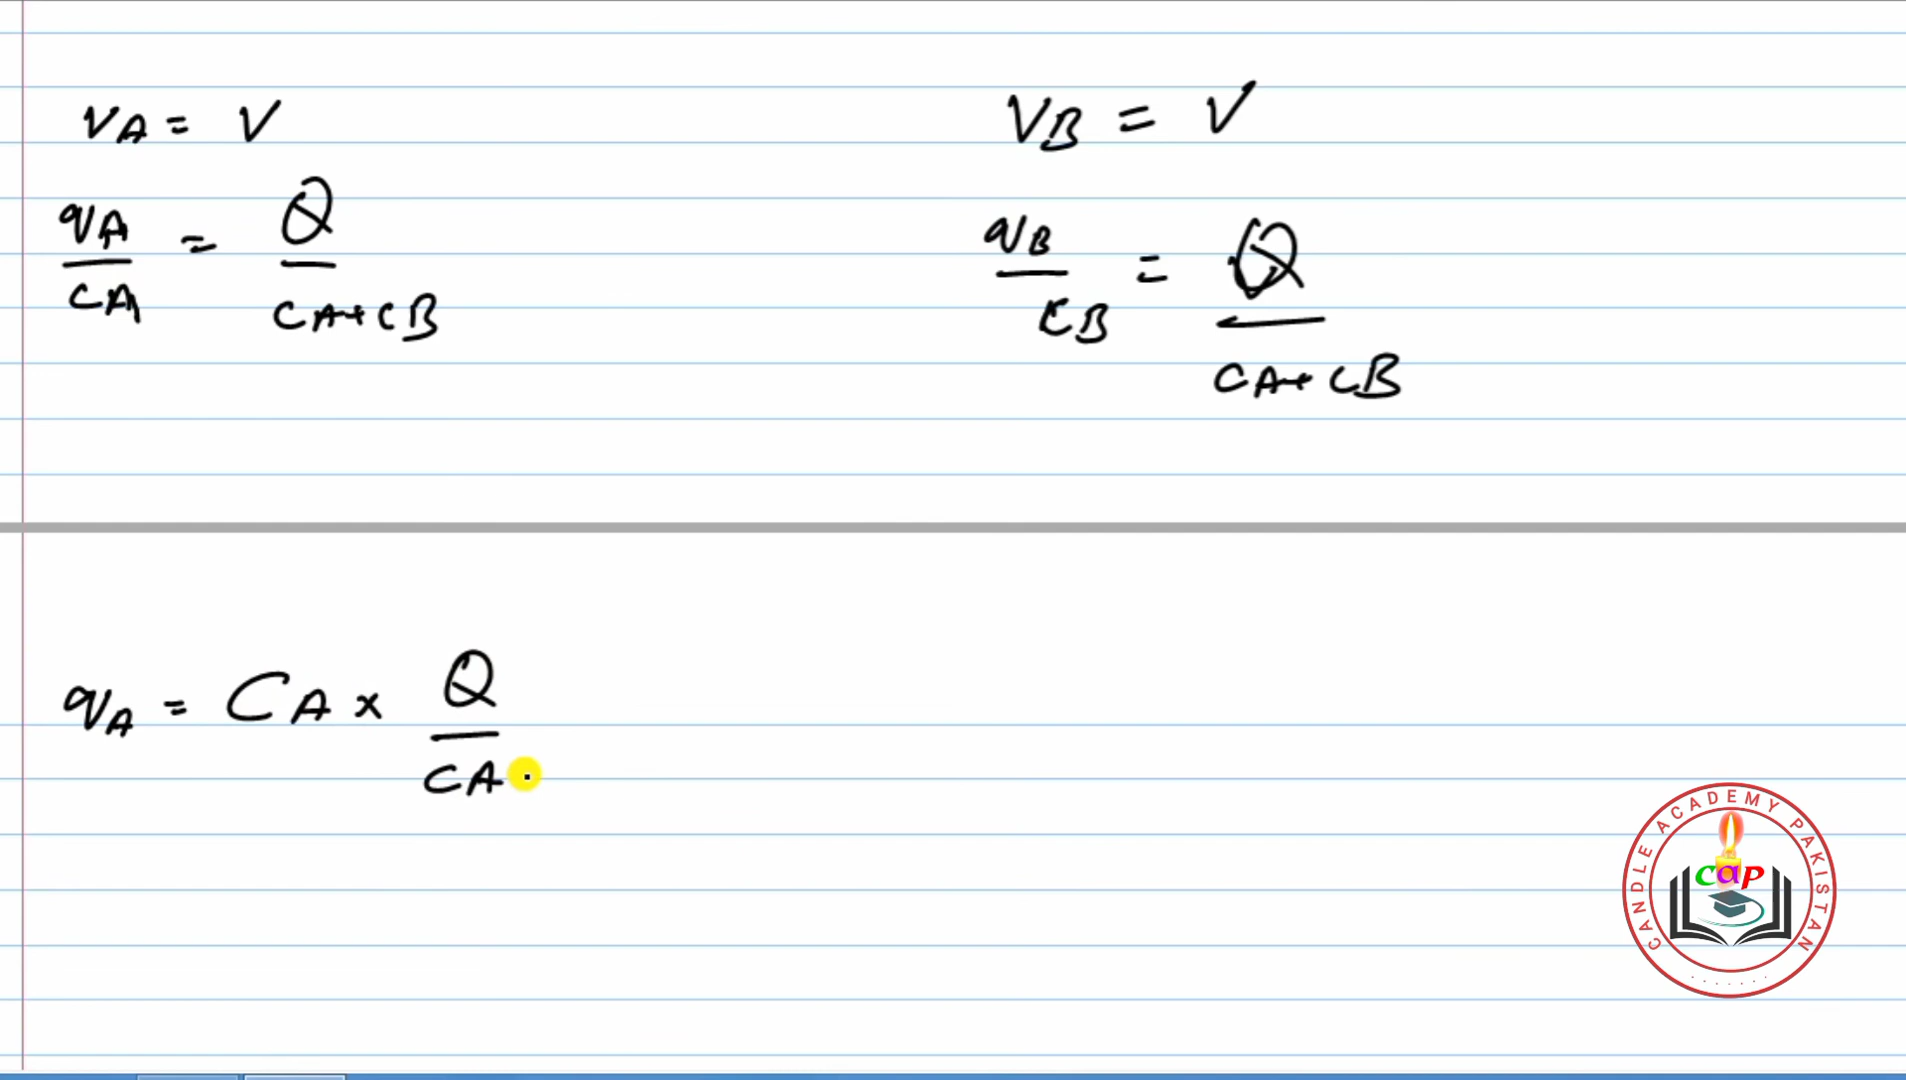 VA = V
VB = V
qA/CA = Q/CA+CB
qB/CB = Q/CA+CB
qA = CA x Q/CA
CANDLE ACADEMY PAKISTAN
cap